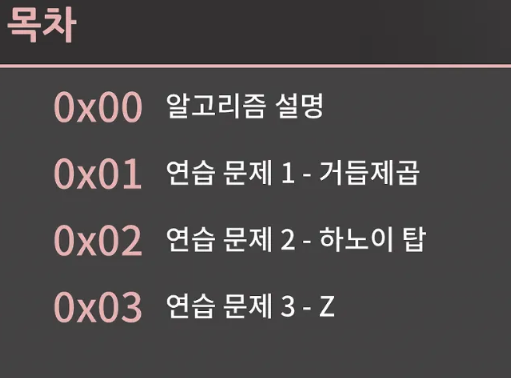 목차
0x00 알고리즘 설명
0x01 연습 문제 1 - 거듭제곱
0x02 연습 문제 2 - 하노이 탑
0x03 연습 문제 3 - Z